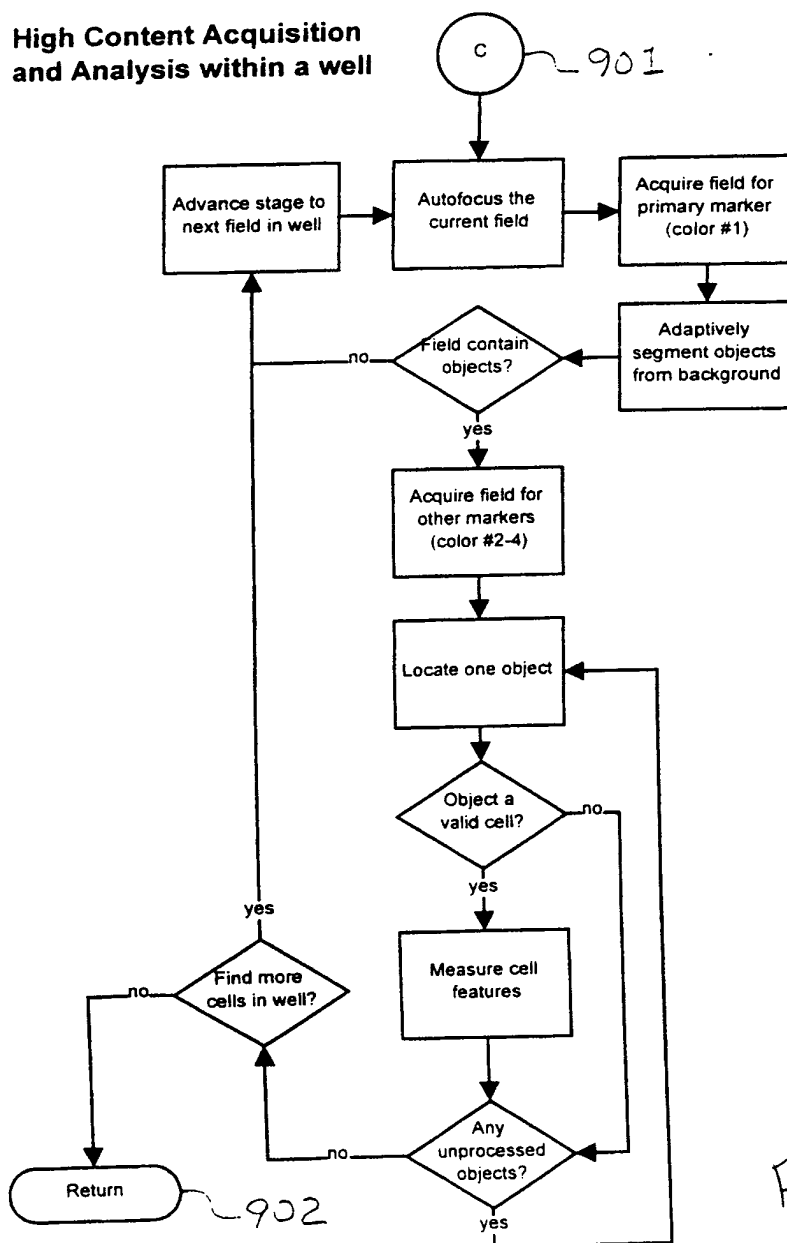 High Content Acquisition
and Analysis within a well
C
901
Advance stage to
next field in well
Autofocus the
current field
Acquire field for
primary marker
(color #1)
Field contain
objects?
no
Adaptively
segment objects
from background
yes
Acquire field for
other markers
(color #2-4)
Locate one object
Object a
valid cell?
no
yes
Measure cell
features
yes
Find more
cells in well?
no
Any
unprocessed
objects?
no
yes
Return
902